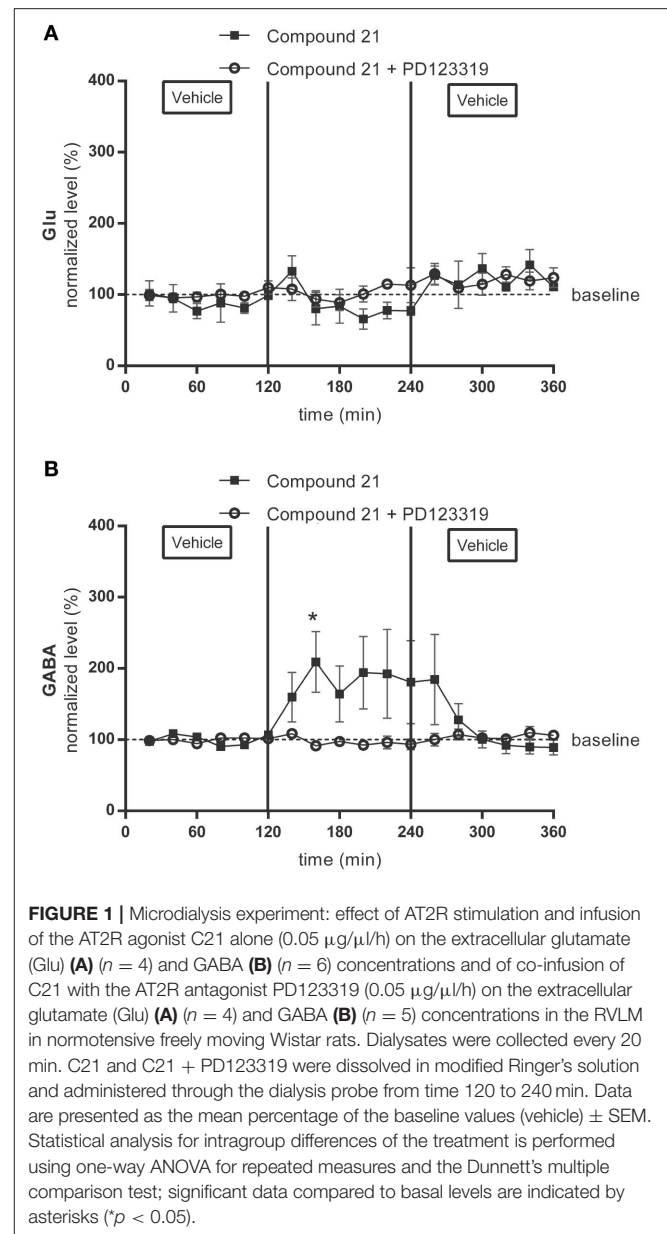 A
Compound 21
Compound 21 + PD123319
400
Vehicle
Vehicle
300
200
100
0
Glu
normalized level (%)
baseline
0
60
120
180
240
300
360
time (min)
B
Compound 21
Compound 21 + PD123319
400
Vehicle
Vehicle
300
200
100
0
GABA
normalized level (%)
*
baseline
0
60
120
180
240
300
360
time (min)
FIGURE 1 | Microdialysis experiment: effect of AT2R stimulation and infusion
of the AT2R agonist C21 alone (0.05 μg/μl/h) on the extracellular glutamate
(Glu) (A) (n = 4) and GABA (B) (n = 6) concentrations and of co-infusion of
C21 with the AT2R antagonist PD123319 (0.05 μg/μl/h) on the extracellular
glutamate (Glu) (A) (n = 4) and GABA (B) (n = 5) concentrations in the RVLM
in normotensive freely moving Wistar rats. Dialysates were collected every 20
min. C21 and C21 + PD123319 were dissolved in modified Ringer's solution
and administered through the dialysis probe from time 120 to 240 min. Data
are presented as the mean percentage of the baseline values (vehicle) ± SEM.
Statistical analysis for intragroup differences of the treatment is performed
using one-way ANOVA for repeated measures and the Dunnett's multiple
comparison test; significant data compared to basal levels are indicated by
asterisks (*p < 0.05).